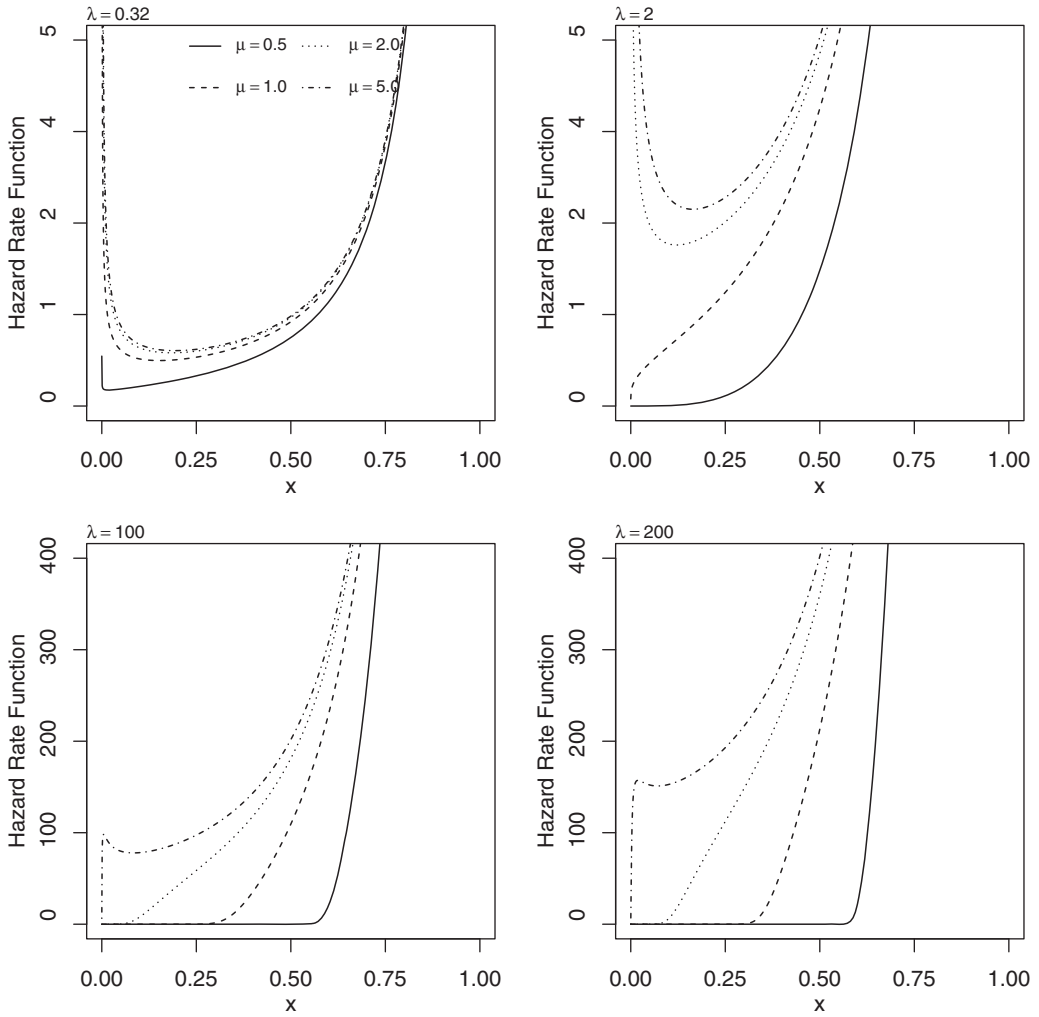 λ = 0.32
μ = 0.5 μ = 2.0
μ = 1.0 μ = 5.0
Hazard Rate Function
5
4
2
1
0
0.00 0.25 0.50 0.75 1.00
x
λ = 2
Hazard Rate Function
5
4
2
1
0
0.00 0.25 0.50 0.75 1.00
x
λ = 100
Hazard Rate Function
400
300
200
100
0
0.00 0.25 0.50 0.75 1.00
x
λ = 200
Hazard Rate Function
400
300
200
100
0
0.00 0.25 0.50 0.75 1.00
x